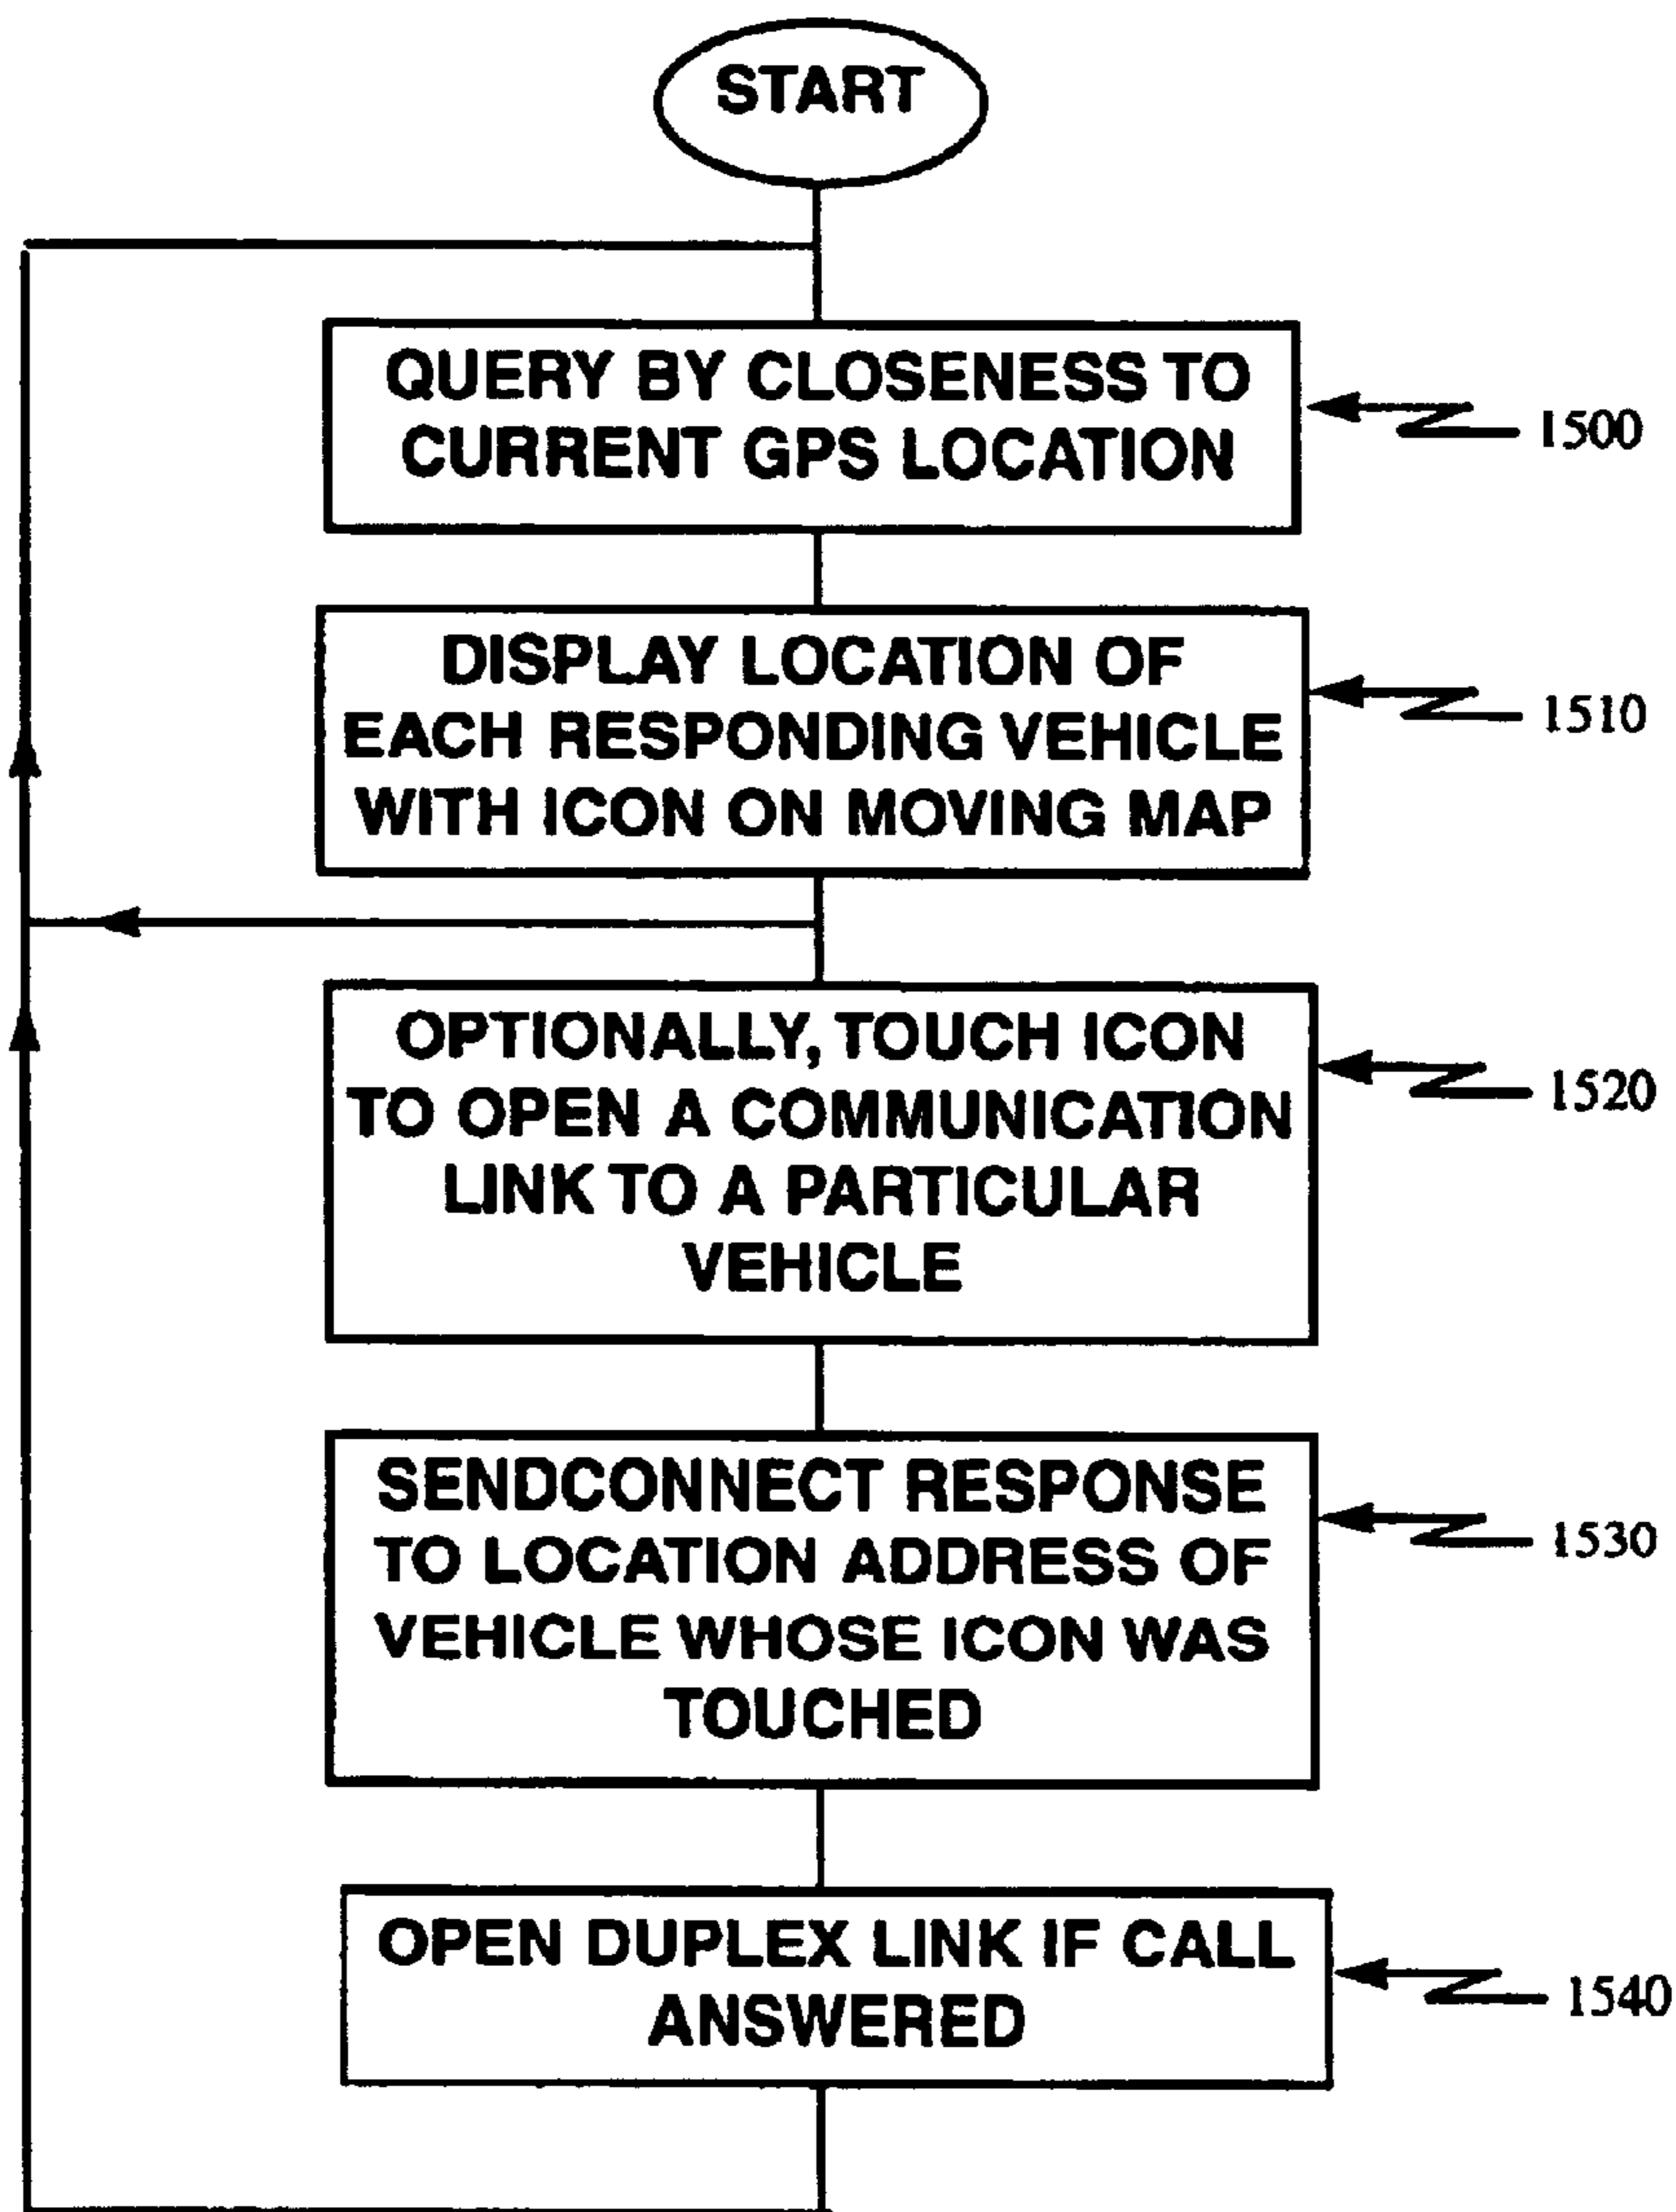 START
QUERY BY CLOSENESS TO
CURRENT GPS LOCATION
1500
DISPLAY LOCATION OF
EACH RESPONDING VEHICLE
WITH ICON ON MOVING MAP
1510
OPTIONALLY, TOUCH ICON
TO OPEN A COMMUNICATION
LINK TO A PARTICULAR
VEHICLE
1520
SENDCONNECT RESPONSE
TO LOCATION ADDRESS OF
VEHICLE WHOSE ICON WAS
TOUCHED
1530
OPEN DUPLEX LINK IF CALL
ANSWERED
1540